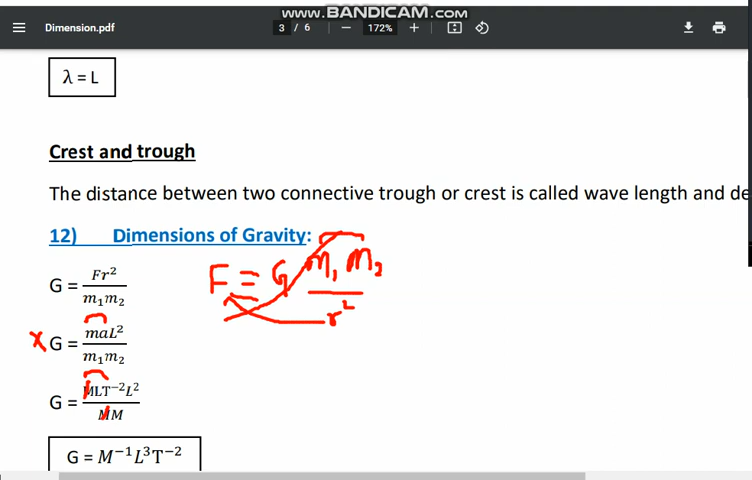 www.BANDICAM.com
Dimension.pdf 3 / 6 172%
λ = L
Crest and trough
The distance between two connective trough or crest is called wave length and de
12) Dimensions of Gravity:
G = Fr²/m₁m₂
F = G m₁ m₂/r²
x G = maL²/m₁m₂
G = MLT⁻²L²/MM
G = M⁻¹L³T⁻²